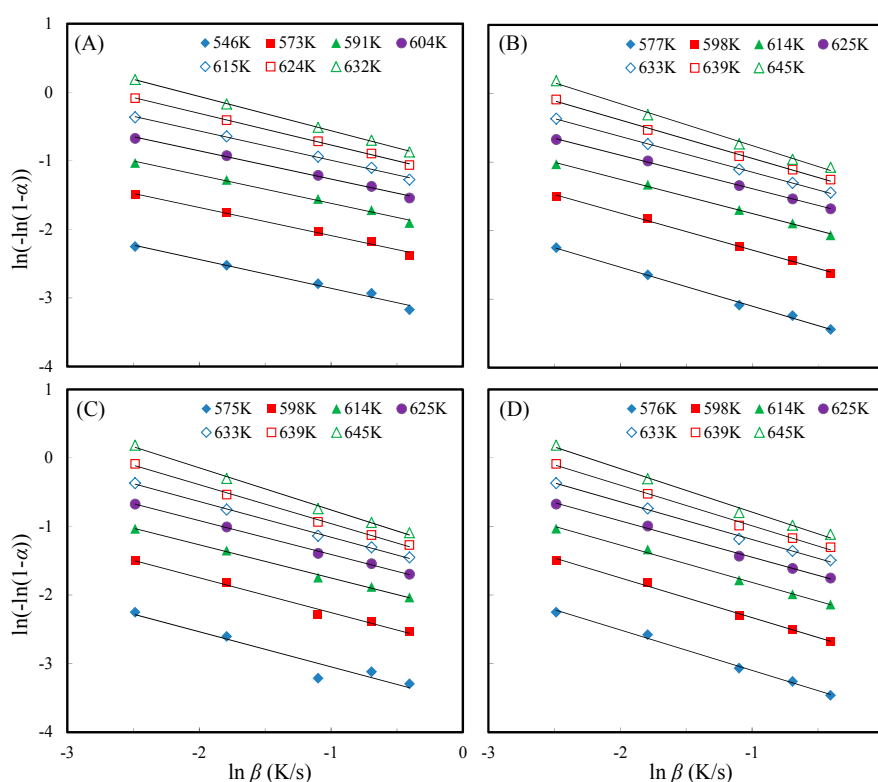 1
0
-1
-2
-3
-4
ln(-ln(1-α))
(A)
546K 573K 591K 604K
615K 624K 632K
(B)
577K 598K 614K 625K
633K 639K 645K
1
0
-1
-2
-3
-4
ln(-ln(1-α))
(C)
575K 598K 614K 625K
633K 639K 645K
(D)
576K 598K 614K 625K
633K 639K 645K
-3 -2 -1 0
-3 -2 -1 0
ln β (K/s)
ln β (K/s)